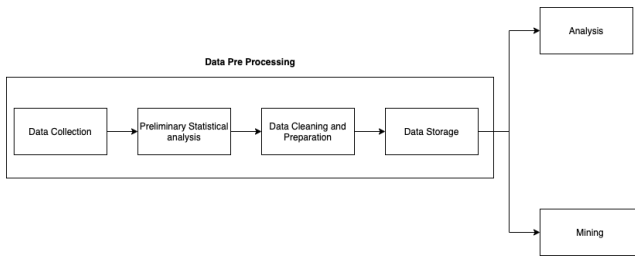 Data Pre Processing
Data Collection
Preliminary Statistical
analysis
Data Cleaning and
Preparation
Data Storage
Analysis
Mining